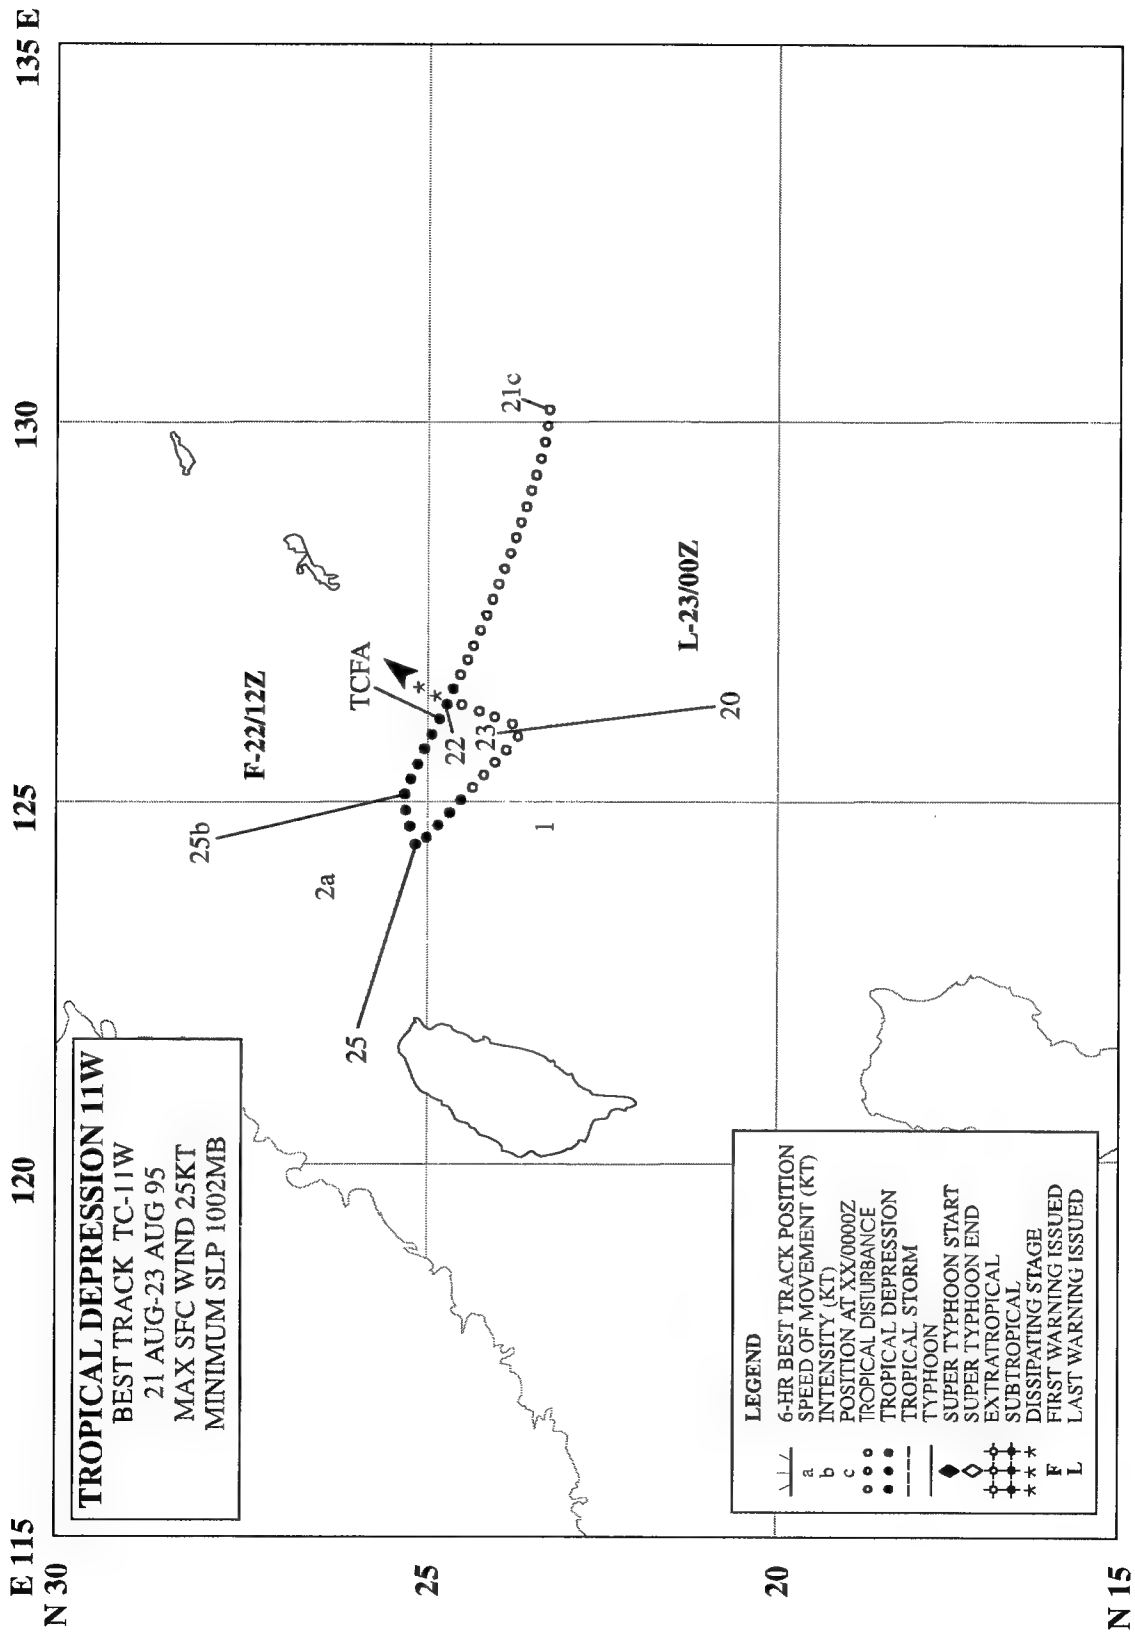 TROPICAL DEPRESSION 11W
BEST TRACK TC-11W
21 AUG-23 AUG 95
MAX SFC WIND 25KT
MINIMUM SLP 1002MB
E 115
120
125
130
135 E
N 30
25
20
N 15
25b
F-22/12Z
2a
TCFA
25
22
23
21c
1
L-23/00Z
20
LEGEND
6-HR BEST TRACK POSITION
a SPEED OF MOVEMENT (KT)
b INTENSITY (KT)
c POSITION AT XX/0000Z
TROPICAL DISTURBANCE
TROPICAL DEPRESSION
TROPICAL STORM
TYPHOON
SUPER TYPHOON START
SUPER TYPHOON END
EXTRATROPICAL
SUBTROPICAL
*** DISSIPATING STAGE
F FIRST WARNING ISSUED
L LAST WARNING ISSUED